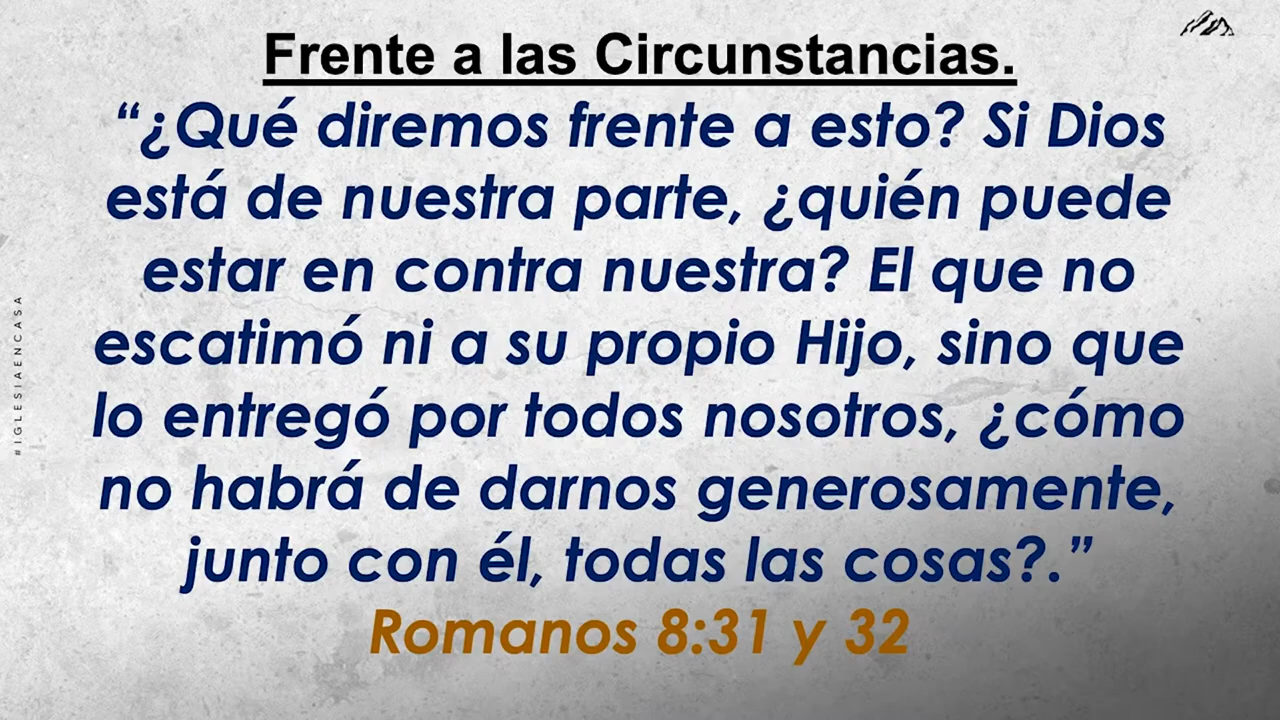 Frente a las Circunstancias.
“¿Qué diremos frente a esto? Si Dios
está de nuestra parte, ¿quién puede
estar en contra nuestra? El que no
escatimó ni a su propio Hijo, sino que
lo entregó por todos nosotros, ¿cómo
no habrá de darnos generosamente,
junto con él, todas las cosas?.”
Romanos 8:31 y 32
#IGLESIAENCASA